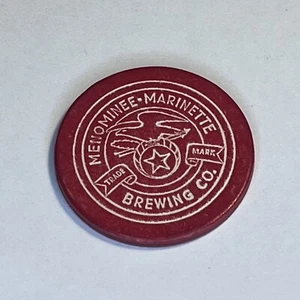 MENOMINEE-MARINETTE
TRADE MARK
BREWING CO.